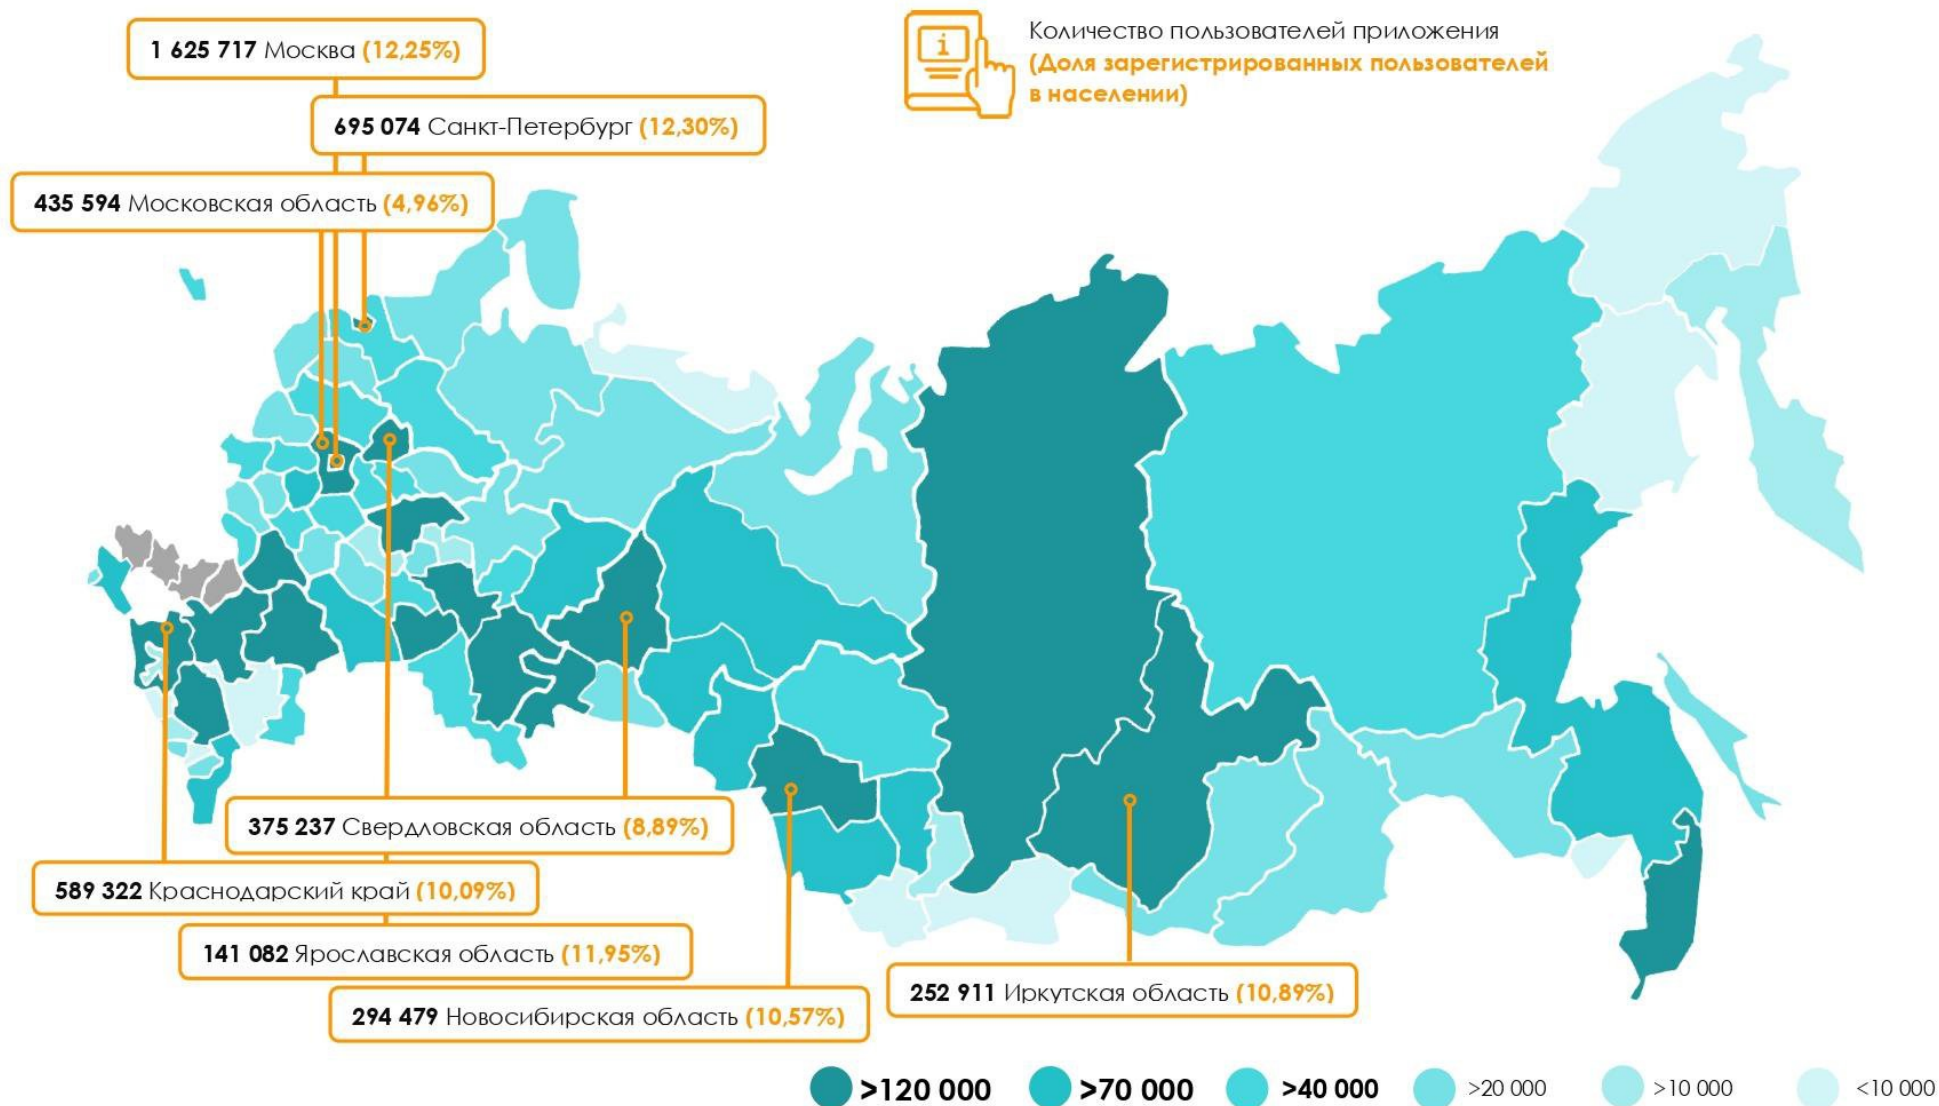 1 625 717 Москва (12,25%)
Количество пользователей приложения
(Доля зарегистрированных пользователей
в населении)
i
695 074 Санкт-Петербург (12,30%)
435 594 Московская область (4,96%)
375 237 Свердловская область (8,89%)
589 322 Краснодарский край (10,09%)
141 082 Ярославская область (11,95%)
252 911 Иркутская область (10,89%)
294 479 Новосибирская область (10,57%)
>120 000 >70 000 >40 000 >20 000 >10 000 <10 000